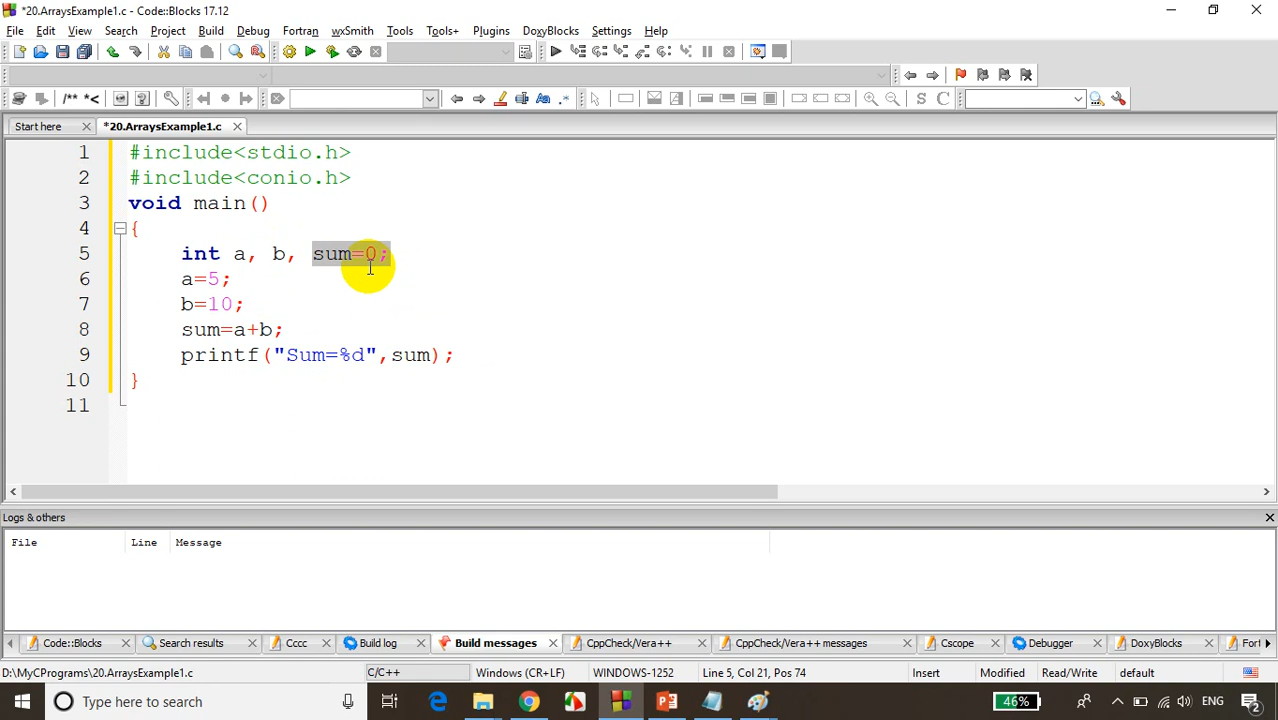 *20.ArraysExample1.c - Code::Blocks 17.12
File Edit View Search Project Build Debug Fortran wxSmith Tools Tools+ Plugins DoxyBlocks Settings Help
/** *< S C
Start here *20.ArraysExample1.c
1 #include<stdio.h>
2 #include<conio.h>
3 void main()
4 {
5 int a, b, sum=0;
6 a=5;
7 b=10;
8 sum=a+b;
9 printf("Sum=%d",sum);
10 }
11
Logs & others
File Line Message
Code::Blocks Search results Cccc Build log Build messages CppCheck/Vera++ CppCheck/Vera++ messages Cscope Debugger DoxyBlocks Fort
D:\MyCPrograms\20.ArraysExample1.c C/C++ Windows (CR+LF) WINDOWS-1252 Line 5, Col 21, Pos 74 Insert Modified Read/Write default
Type here to search 46% ENG 2